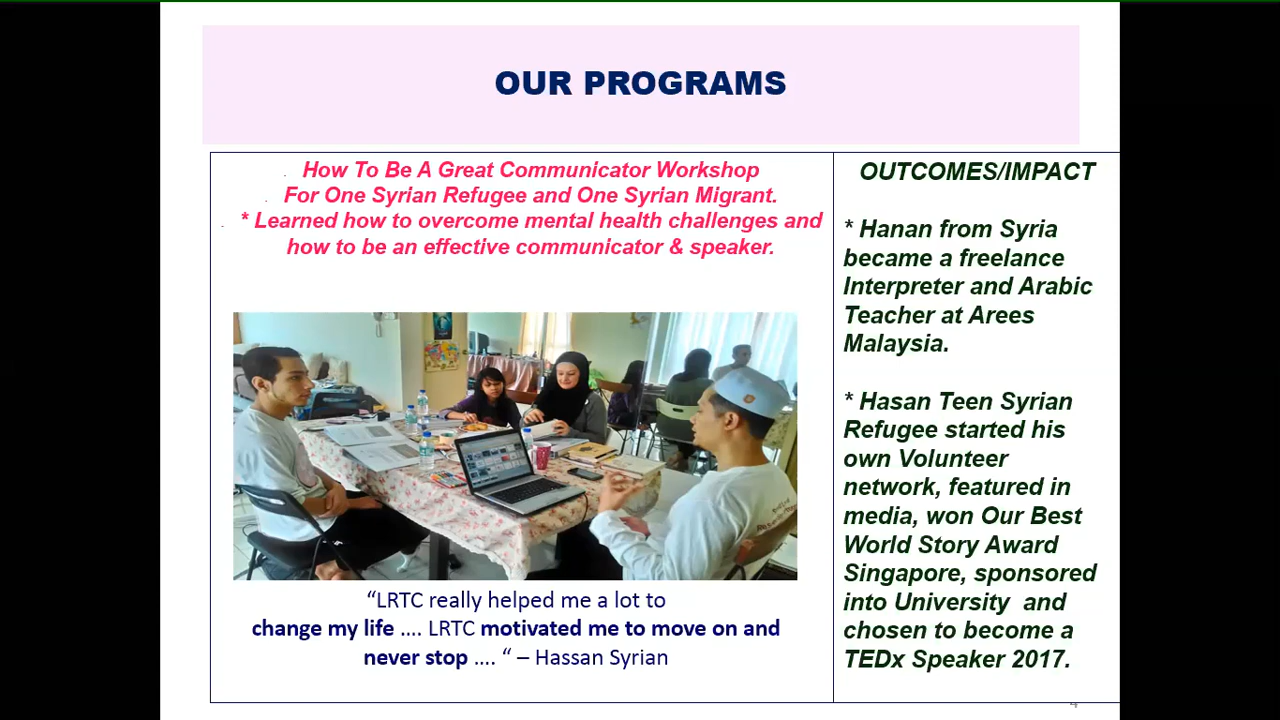 OUR PROGRAMS
How To Be A Great Communicator Workshop
For One Syrian Refugee and One Syrian Migrant.
* Learned how to overcome mental health challenges and
how to be an effective communicator & speaker.
“LRTC really helped me a lot to
change my life .... LRTC motivated me to move on and
never stop .... “ – Hassan Syrian
OUTCOMES/IMPACT
* Hanan from Syria
became a freelance
Interpreter and Arabic
Teacher at Arees
Malaysia.
* Hasan Teen Syrian
Refugee started his
own Volunteer
network, featured in
media, won Our Best
World Story Award
Singapore, sponsored
into University and
chosen to become a
TEDx Speaker 2017.
4